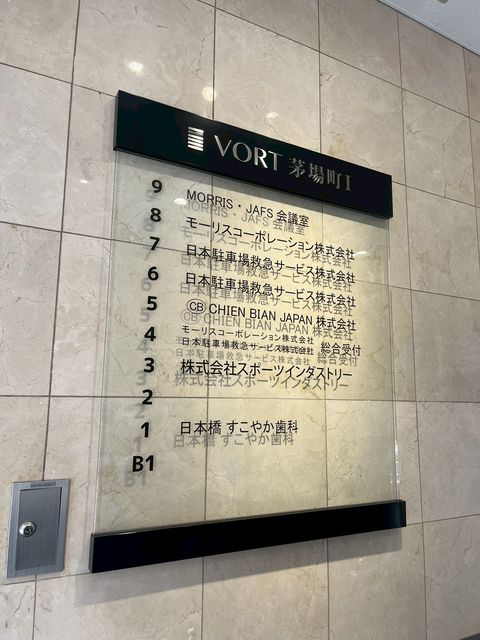 VORT 茅場町Ⅰ
9 MORRIS・JAFS 会議室
8 モーリスコーポレーション株式会社
7 日本駐車場救急サービス株式会社
6 日本駐車場救急サービス株式会社
5 CB CHIEN BIAN JAPAN 株式会社
4 モーリスコーポレーション株式会社
日本駐車場救急サービス株式会社 総合受付
3 株式会社スポーツインダストリー
2
1 日本橋 すこやか歯科
B1